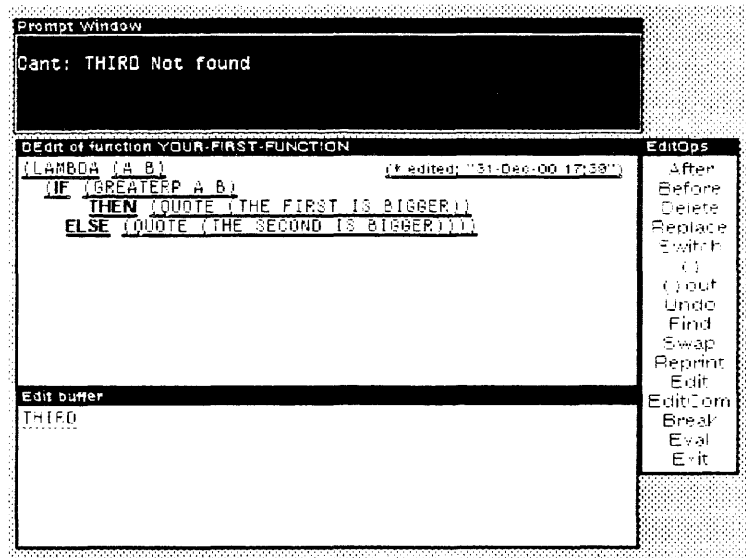 Prompt Window
Cant: THIRD Not found
DEdit of function YOUR-FIRST-FUNCTION
(LAMBDA (A B) (* edited: "31-Dec-00 17:39")
(IF (GREATERP A B)
THEN (QUOTE (THE FIRST IS BIGGER))
ELSE (QUOTE (THE SECOND IS BIGGER))))
Edit buffer
THIRD
EditOps
After
Before
Delete
Replace
Switch
( )
( ) out
Undo
Find
Swap
Reprint
Edit
EditCom
Break
Eval
Exit